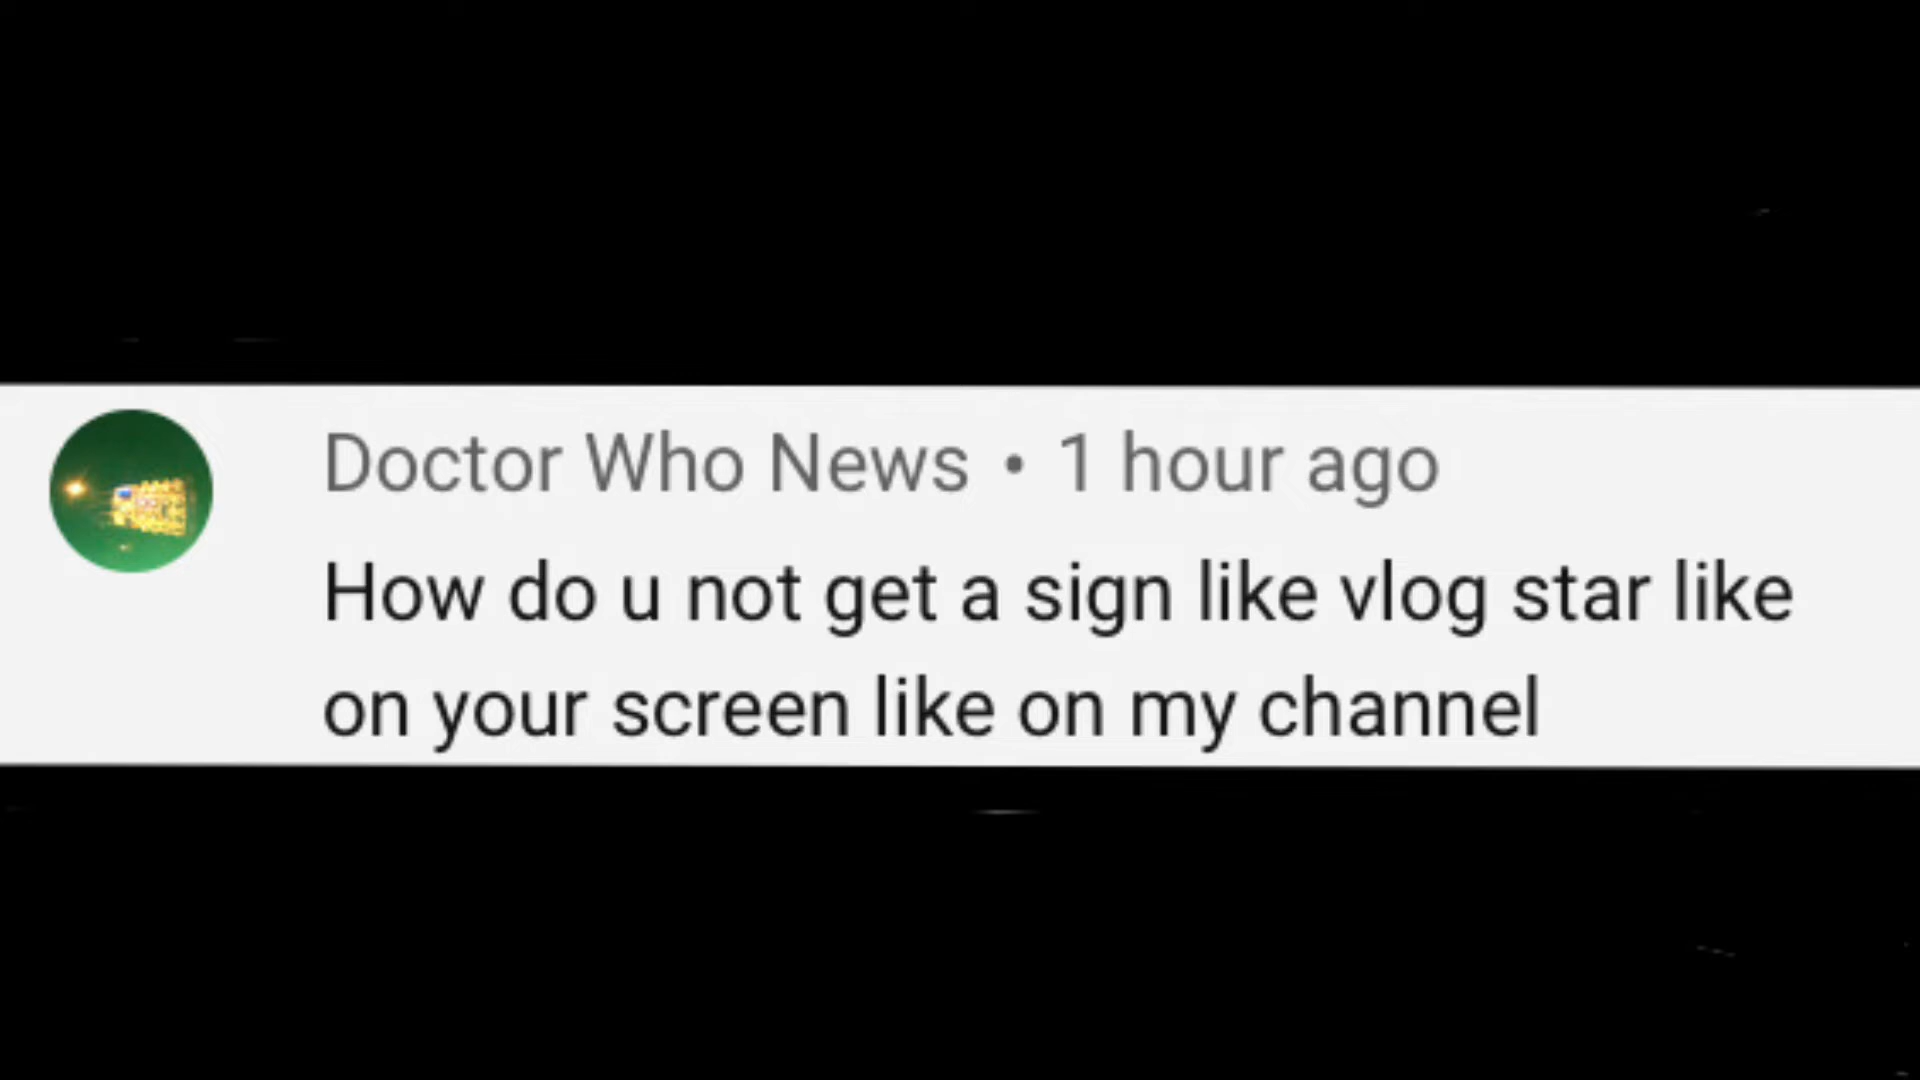 Doctor Who News • 1 hour ago
How do u not get a sign like vlog star like
on your screen like on my channel